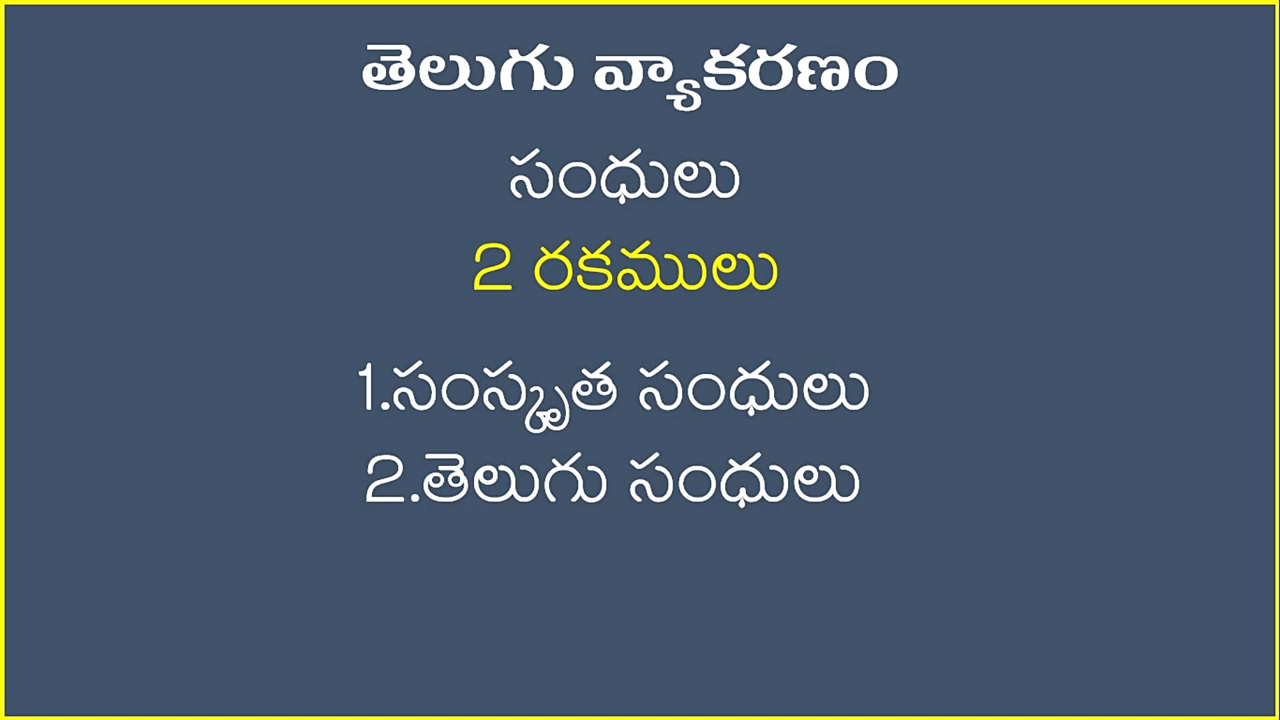 తెలుగు వ్యాకరణం
సంధులు
2 రకములు
1.సంస్కృత సంధులు
2.తెలుగు సంధులు